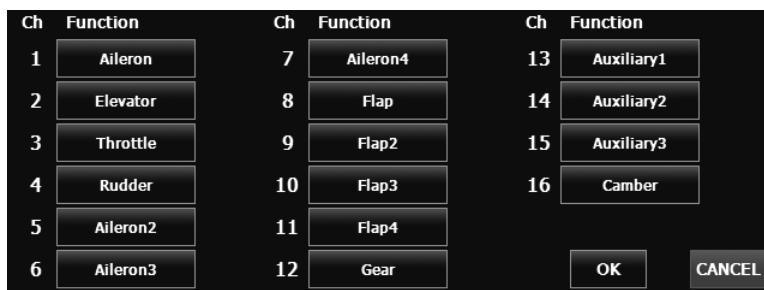 Ch Function Ch Function Ch Function
1 Aileron 7 Aileron4 13 Auxiliary1
2 Elevator 8 Flap 14 Auxiliary2
3 Throttle 9 Flap2 15 Auxiliary3
4 Rudder 10 Flap3 16 Camber
5 Aileron2 11 Flap4
6 Aileron3 12 Gear OK CANCEL